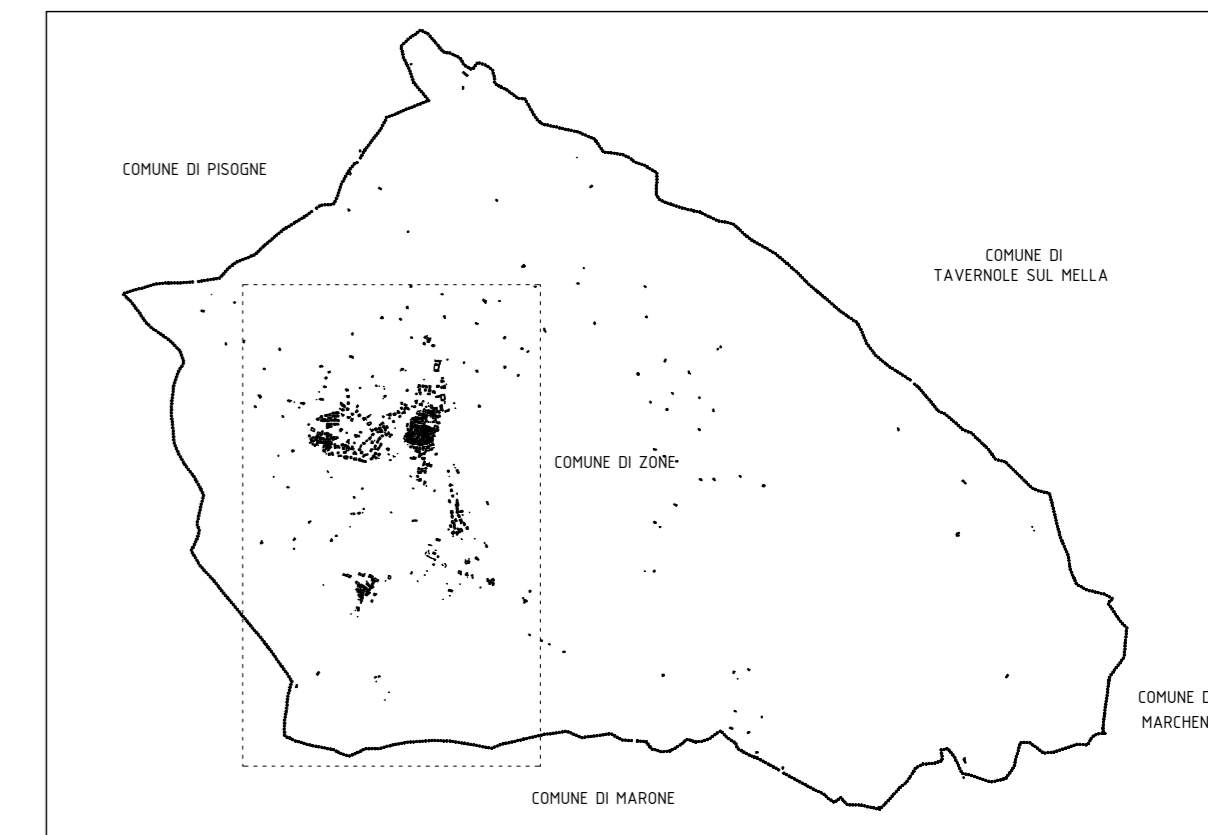 COMUNE DI PISOGNE
COMUNE DI
TAVERNOLE SUL MELLA
COMUNE DI ZONE
COMUNE D
MARCHEN
COMUNE DI MARONE